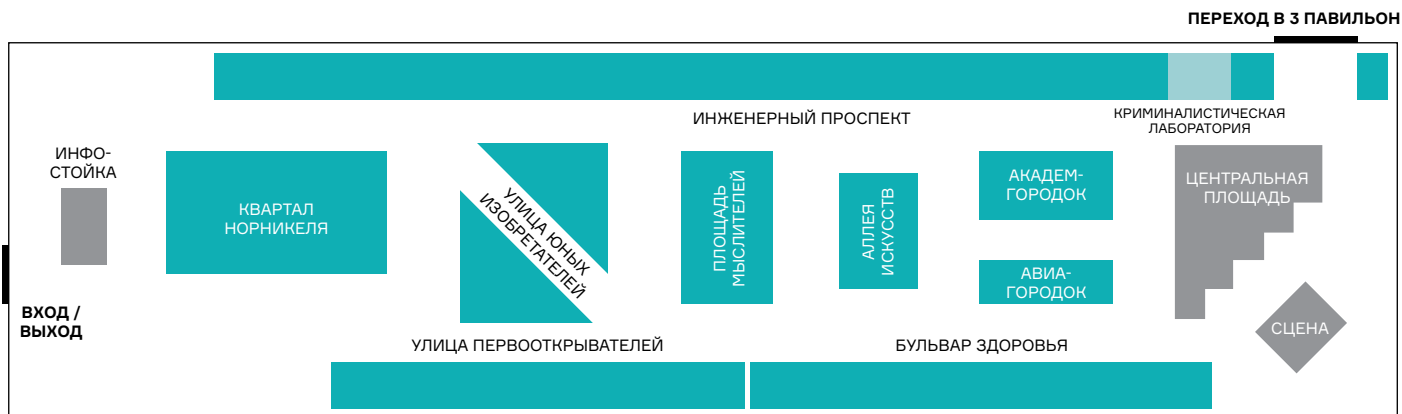 ПЕРЕХОД В 3 ПАВИЛЬОН
ИНЖЕНЕРНЫЙ ПРОСПЕКТ
КРИМИНАЛИСТИЧЕСКАЯ
ЛАБОРАТОРИЯ
ИНФО-
СТОЙКА
КВАРТАЛ
НОРНИКЕЛЯ
УЛИЦА ЮНЫХ
ИЗОБРЕТАТЕЛЕЙ
ПЛОЩАДЬ
МЫСЛИТЕЛЕЙ
АЛЛЕЯ
ИСКУССТВ
АКАДЕМ-
ГОРОДОК
АВИА-
ГОРОДОК
ЦЕНТРАЛЬНАЯ
ПЛОЩАДЬ
СЦЕНА
ВХОД /
ВЫХОД
УЛИЦА ПЕРВООТКРЫВАТЕЛЕЙ
БУЛЬВАР ЗДОРОВЬЯ